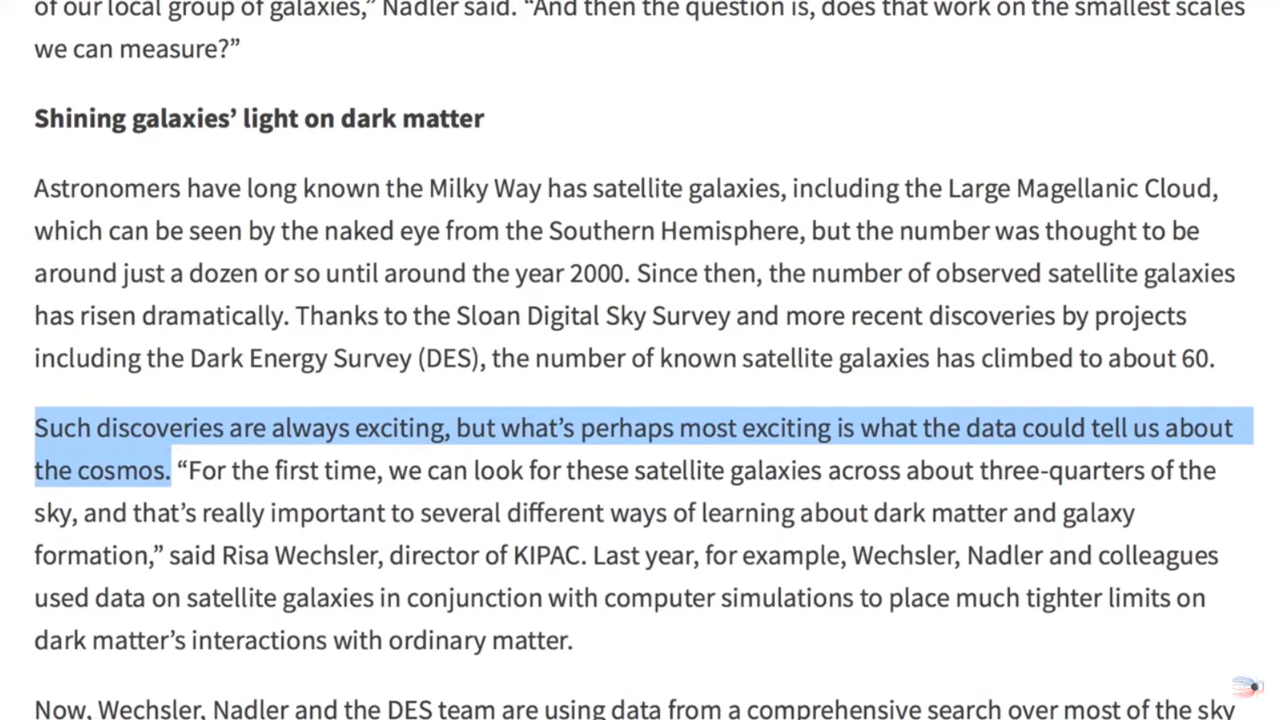 of our local group of galaxies,” Nadler said. “And then the question is, does that work on the smallest scales
we can measure?”
Shining galaxies’ light on dark matter
Astronomers have long known the Milky Way has satellite galaxies, including the Large Magellanic Cloud,
which can be seen by the naked eye from the Southern Hemisphere, but the number was thought to be
around just a dozen or so until around the year 2000. Since then, the number of observed satellite galaxies
has risen dramatically. Thanks to the Sloan Digital Sky Survey and more recent discoveries by projects
including the Dark Energy Survey (DES), the number of known satellite galaxies has climbed to about 60.
Such discoveries are always exciting, but what’s perhaps most exciting is what the data could tell us about
the cosmos. “For the first time, we can look for these satellite galaxies across about three-quarters of the
sky, and that’s really important to several different ways of learning about dark matter and galaxy
formation,” said Risa Wechsler, director of KIPAC. Last year, for example, Wechsler, Nadler and colleagues
used data on satellite galaxies in conjunction with computer simulations to place much tighter limits on
dark matter’s interactions with ordinary matter.
Now, Wechsler, Nadler and the DES team are using data from a comprehensive search over most of the sky